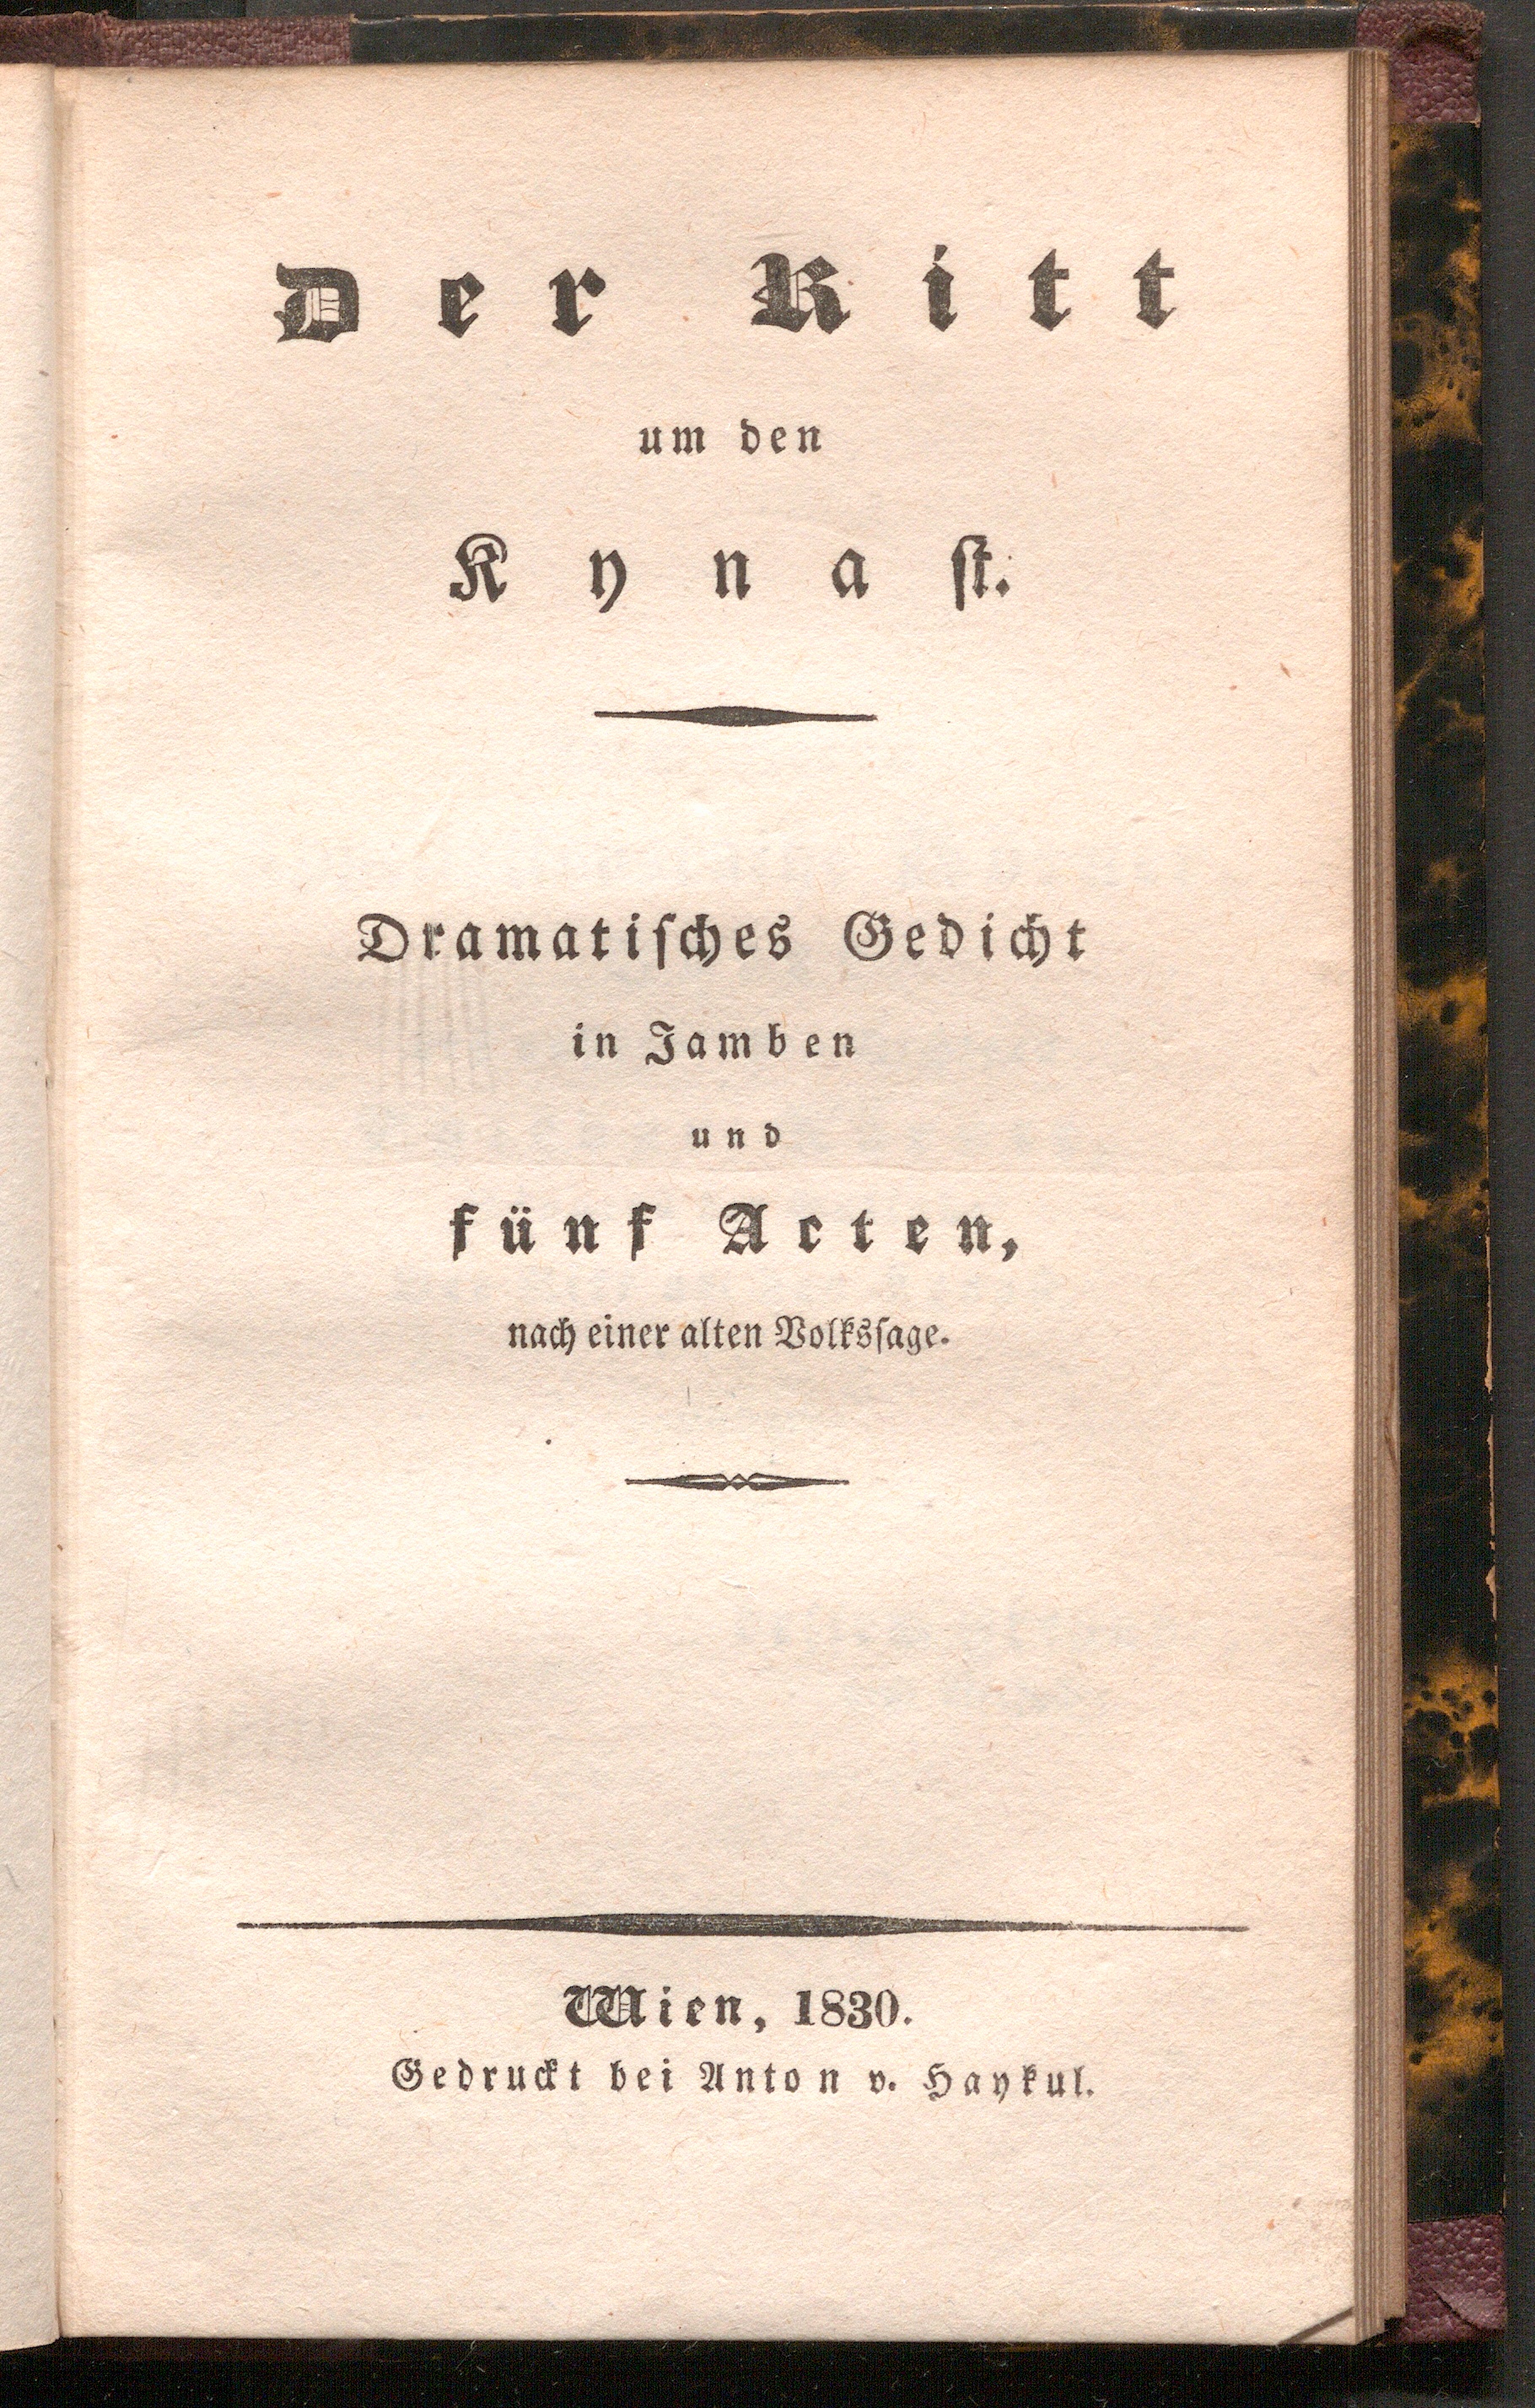 Der Ritt
um den
Kynaſt.
Dramatiſches Gedicht
in Jamben
und
fünf Acten,
nach einer alten Volksſage.
Wien, 1830.
Gedruckt bei Anton v. Haykul.